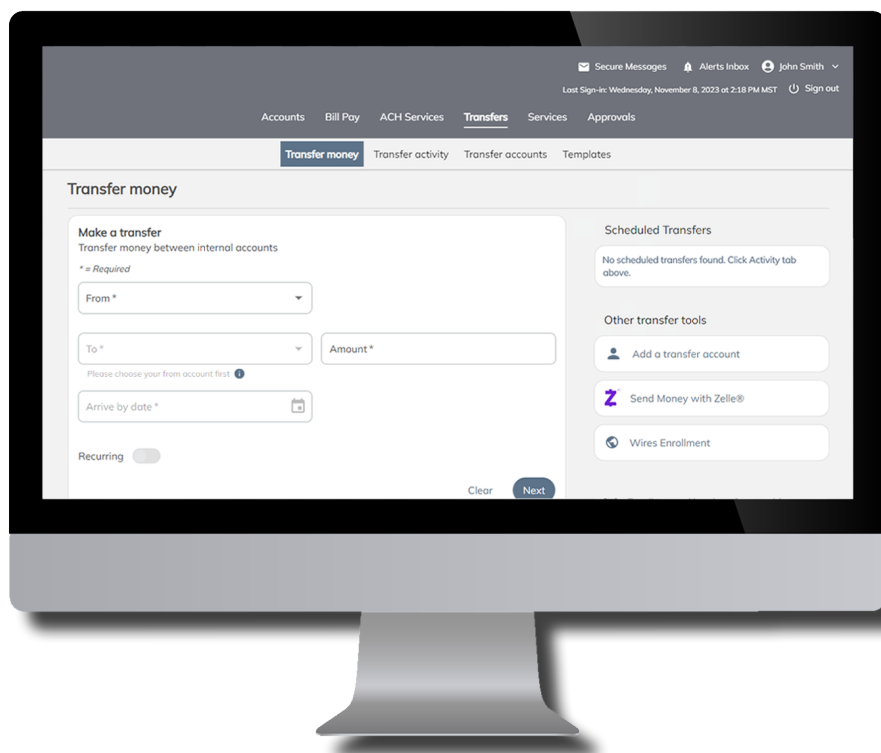 Secure Messages Alerts Inbox John Smith
Last Sign-in: Wednesday, November 8, 2023 at 2:18 PM MST Sign out
Accounts Bill Pay ACH Services Transfers Services Approvals
Transfer money Transfer activity Transfer accounts Templates
Transfer money
Make a transfer
Transfer money between internal accounts
* = Required
From *
To *
Amount *
Please choose your from account first
Arrive by date *
Recurring
Clear Next
Scheduled Transfers
No scheduled transfers found. Click Activity tab
above.
Other transfer tools
Add a transfer account
Send Money with Zelle®
Wires Enrollment